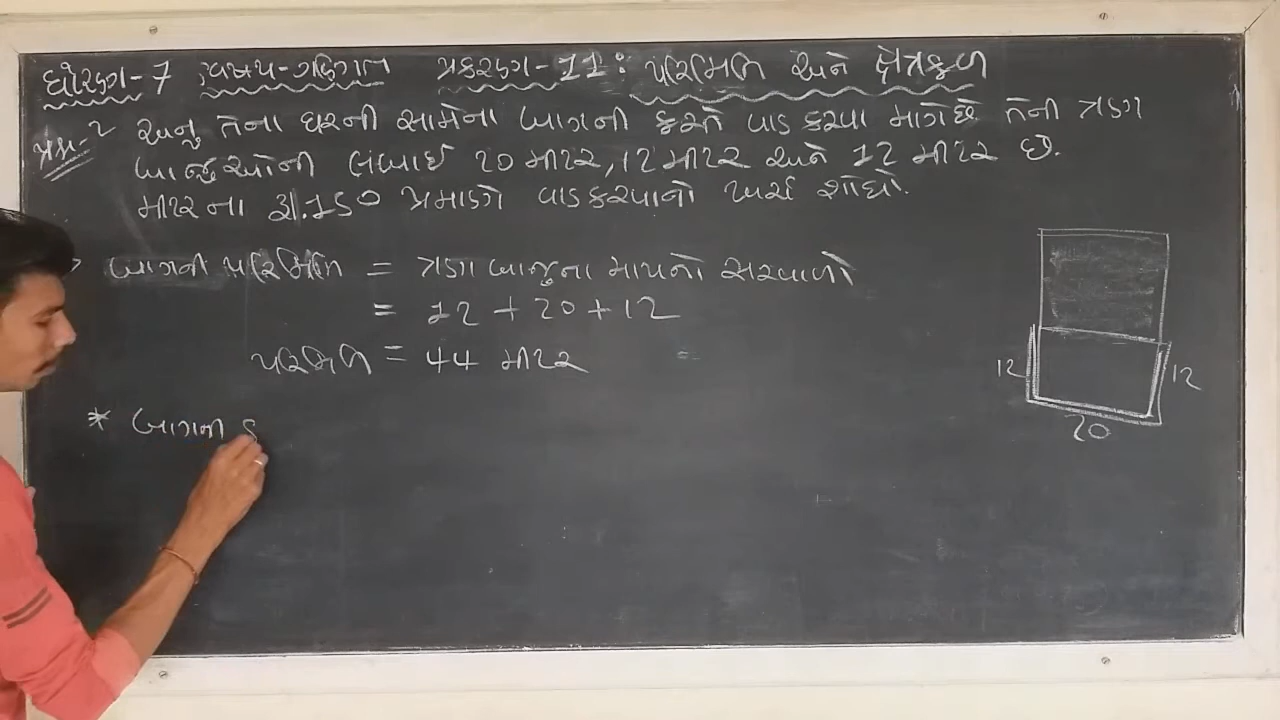 ધોરણ-7 વિષય-ગણિત પ્રકરણ-11: પરિમિતિ અને ક્ષેત્રફળ
પ્રશ્ન-૨ અનુ તેના ઘરની સામેના બાગની ફરતે વાડ કરવા માગે છે તેની ત્રણ
બાજુઓની લંબાઈ 20 મીટર, 12 મીટર અને 12 મીટર છે.
મીટરના રૂ.150 પ્રમાણે વાડ કરવાનો ખર્ચ શોધો.
બાગની પરિમિતિ = ત્રણ બાજુના માપનો સરવાળો
= 12 + 20 + 12
પરિમિતિ = 44 મીટર
* બાગની
12
12
20